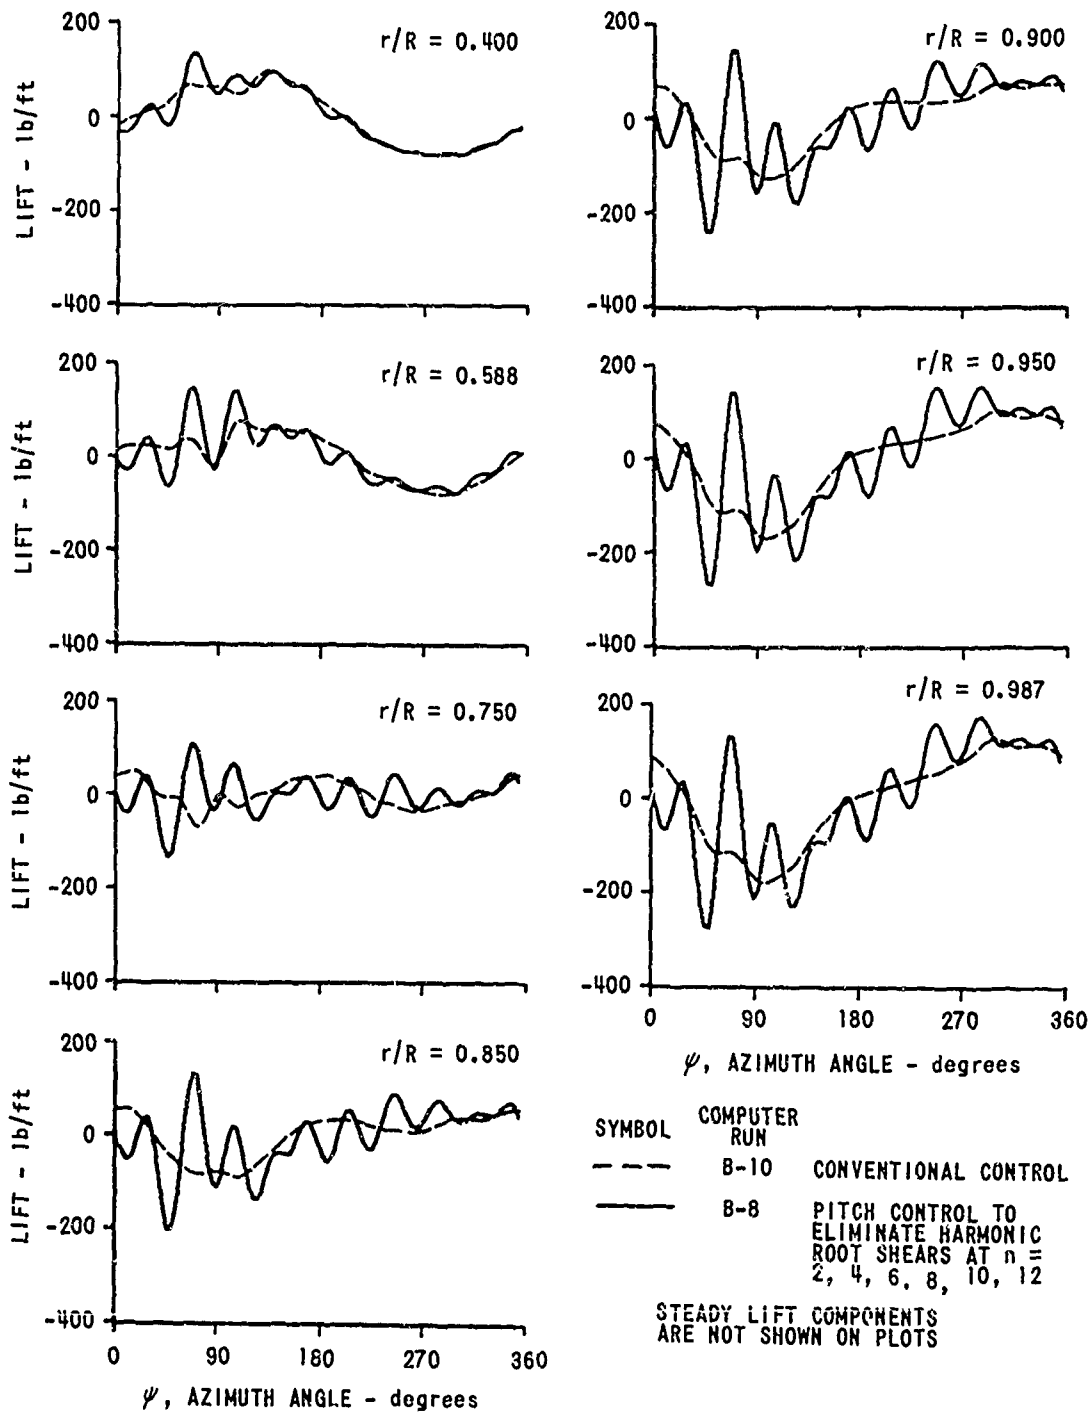 200
0
-200
-400
LIFT - lb/ft
r/R = 0.400
200
0
-200
-400
LIFT - lb/ft
r/R = 0.588
200
0
-200
-400
LIFT - lb/ft
r/R = 0.750
200
0
-200
-400
LIFT - lb/ft
r/R = 0.850
0 90 180 270 360
ψ, AZIMUTH ANGLE - degrees
200
0
-200
-400
r/R = 0.900
200
0
-200
-400
r/R = 0.950
200
0
-200
-400
r/R = 0.987
0 90 180 270 360
ψ, AZIMUTH ANGLE - degrees
SYMBOL COMPUTER RUN
B-10 CONVENTIONAL CONTROL
B-8 PITCH CONTROL TO
ELIMINATE HARMONIC
ROOT SHEARS AT n =
2, 4, 6, 8, 10, 12
STEADY LIFT COMPONENTS
ARE NOT SHOWN ON PLOTS